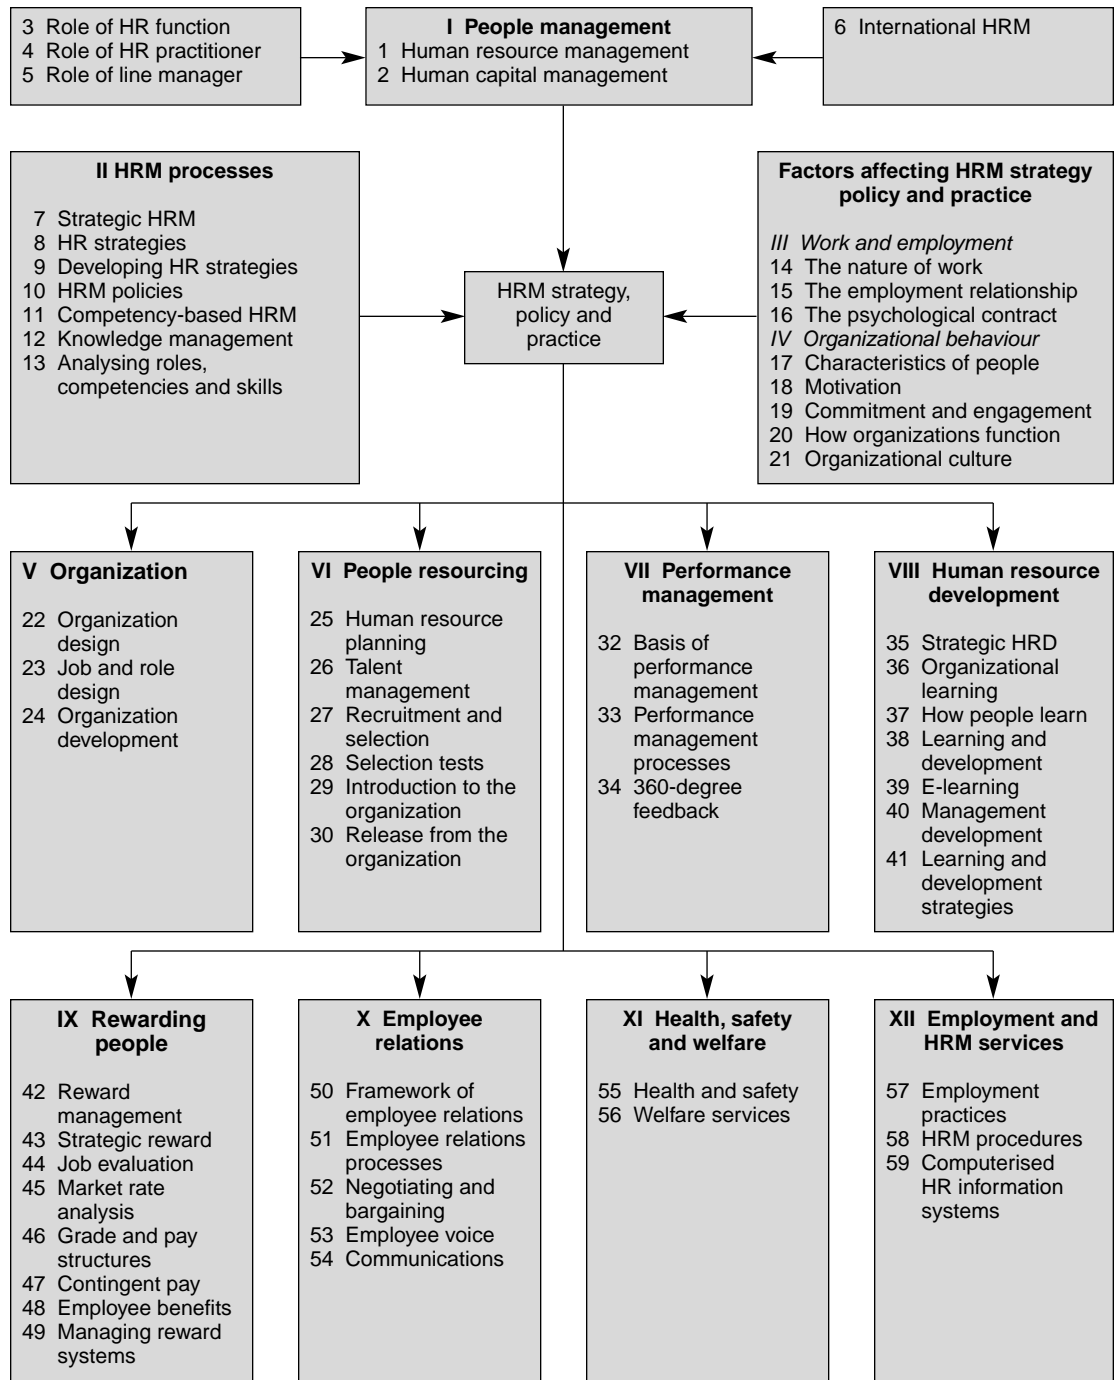 3 Role of HR function
4 Role of HR practitioner
5 Role of line manager
I People management
1 Human resource management
2 Human capital management
6 International HRM
II HRM processes
7 Strategic HRM
8 HR strategies
9 Developing HR strategies
10 HRM policies
11 Competency-based HRM
12 Knowledge management
13 Analysing roles,
competencies and skills
HRM strategy,
policy and
practice
Factors affecting HRM strategy
policy and practice
III Work and employment
14 The nature of work
15 The employment relationship
16 The psychological contract
IV Organizational behaviour
17 Characteristics of people
18 Motivation
19 Commitment and engagement
20 How organizations function
21 Organizational culture
V Organization
22 Organization
design
23 Job and role
design
24 Organization
development
VI People resourcing
25 Human resource
planning
26 Talent
management
27 Recruitment and
selection
28 Selection tests
29 Introduction to the
organization
30 Release from the
organization
VII Performance
management
32 Basis of
performance
management
33 Performance
management
processes
34 360-degree
feedback
VIII Human resource
development
35 Strategic HRD
36 Organizational
learning
37 How people learn
38 Learning and
development
39 E-learning
40 Management
development
41 Learning and
development
strategies
IX Rewarding
people
42 Reward
management
43 Strategic reward
44 Job evaluation
45 Market rate
analysis
46 Grade and pay
structures
47 Contingent pay
48 Employee benefits
49 Managing reward
systems
X Employee
relations
50 Framework of
employee relations
51 Employee relations
processes
52 Negotiating and
bargaining
53 Employee voice
54 Communications
XI Health, safety
and welfare
55 Health and safety
56 Welfare services
XII Employment and
HRM services
57 Employment
practices
58 HRM procedures
59 Computerised
HR information
systems